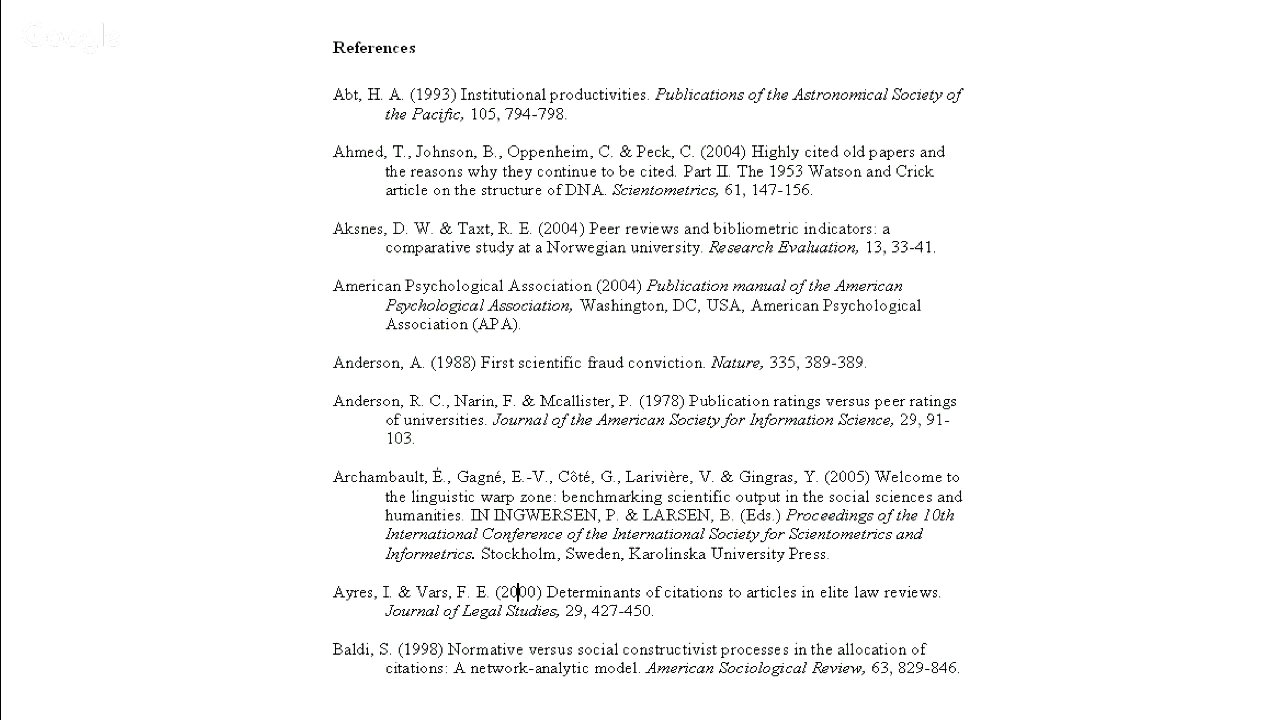 Google
References
Abt, H. A. (1993) Institutional productivities. Publications of the Astronomical Society of
the Pacific, 105, 794-798.
Ahmed, T., Johnson, B., Oppenheim, C. & Peck, C. (2004) Highly cited old papers and
the reasons why they continue to be cited. Part II. The 1953 Watson and Crick
article on the structure of DNA. Scientometrics, 61, 147-156.
Aksnes, D. W. & Taxt, R. E. (2004) Peer reviews and bibliometric indicators: a
comparative study at a Norwegian university. Research Evaluation, 13, 33-41.
American Psychological Association (2004) Publication manual of the American
Psychological Association, Washington, DC, USA, American Psychological
Association (APA).
Anderson, A. (1988) First scientific fraud conviction. Nature, 335, 389-389.
Anderson, R. C., Narin, F. & Mcallister, P. (1978) Publication ratings versus peer ratings
of universities. Journal of the American Society for Information Science, 29, 91-
103.
Archambault, É., Gagné, E.-V., Côté, G., Larivière, V. & Gingras, Y. (2005) Welcome to
the linguistic warp zone: benchmarking scientific output in the social sciences and
humanities. IN INGWERSEN, P. & LARSEN, B. (Eds.) Proceedings of the 10th
International Conference of the International Society for Scientometrics and
Informetrics. Stockholm, Sweden, Karolinska University Press.
Ayres, I. & Vars, F. E. (2000) Determinants of citations to articles in elite law reviews.
Journal of Legal Studies, 29, 427-450.
Baldi, S. (1998) Normative versus social constructivist processes in the allocation of
citations: A network-analytic model. American Sociological Review, 63, 829-846.